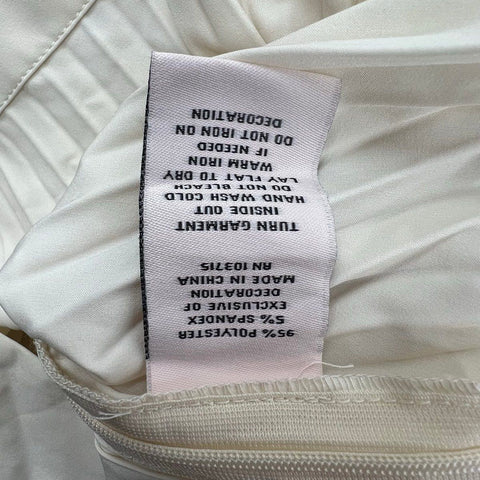 95% POLYESTER
5% SPANDEX
EXCLUSIVE OF
DECORATION
MADE IN CHINA
RN 103715
TURN GARMENT
INSIDE OUT
HAND WASH COLD
DO NOT BLEACH
LAY FLAT TO DRY
WARM IRON
IF NEEDED
DO NOT IRON ON
DECORATION